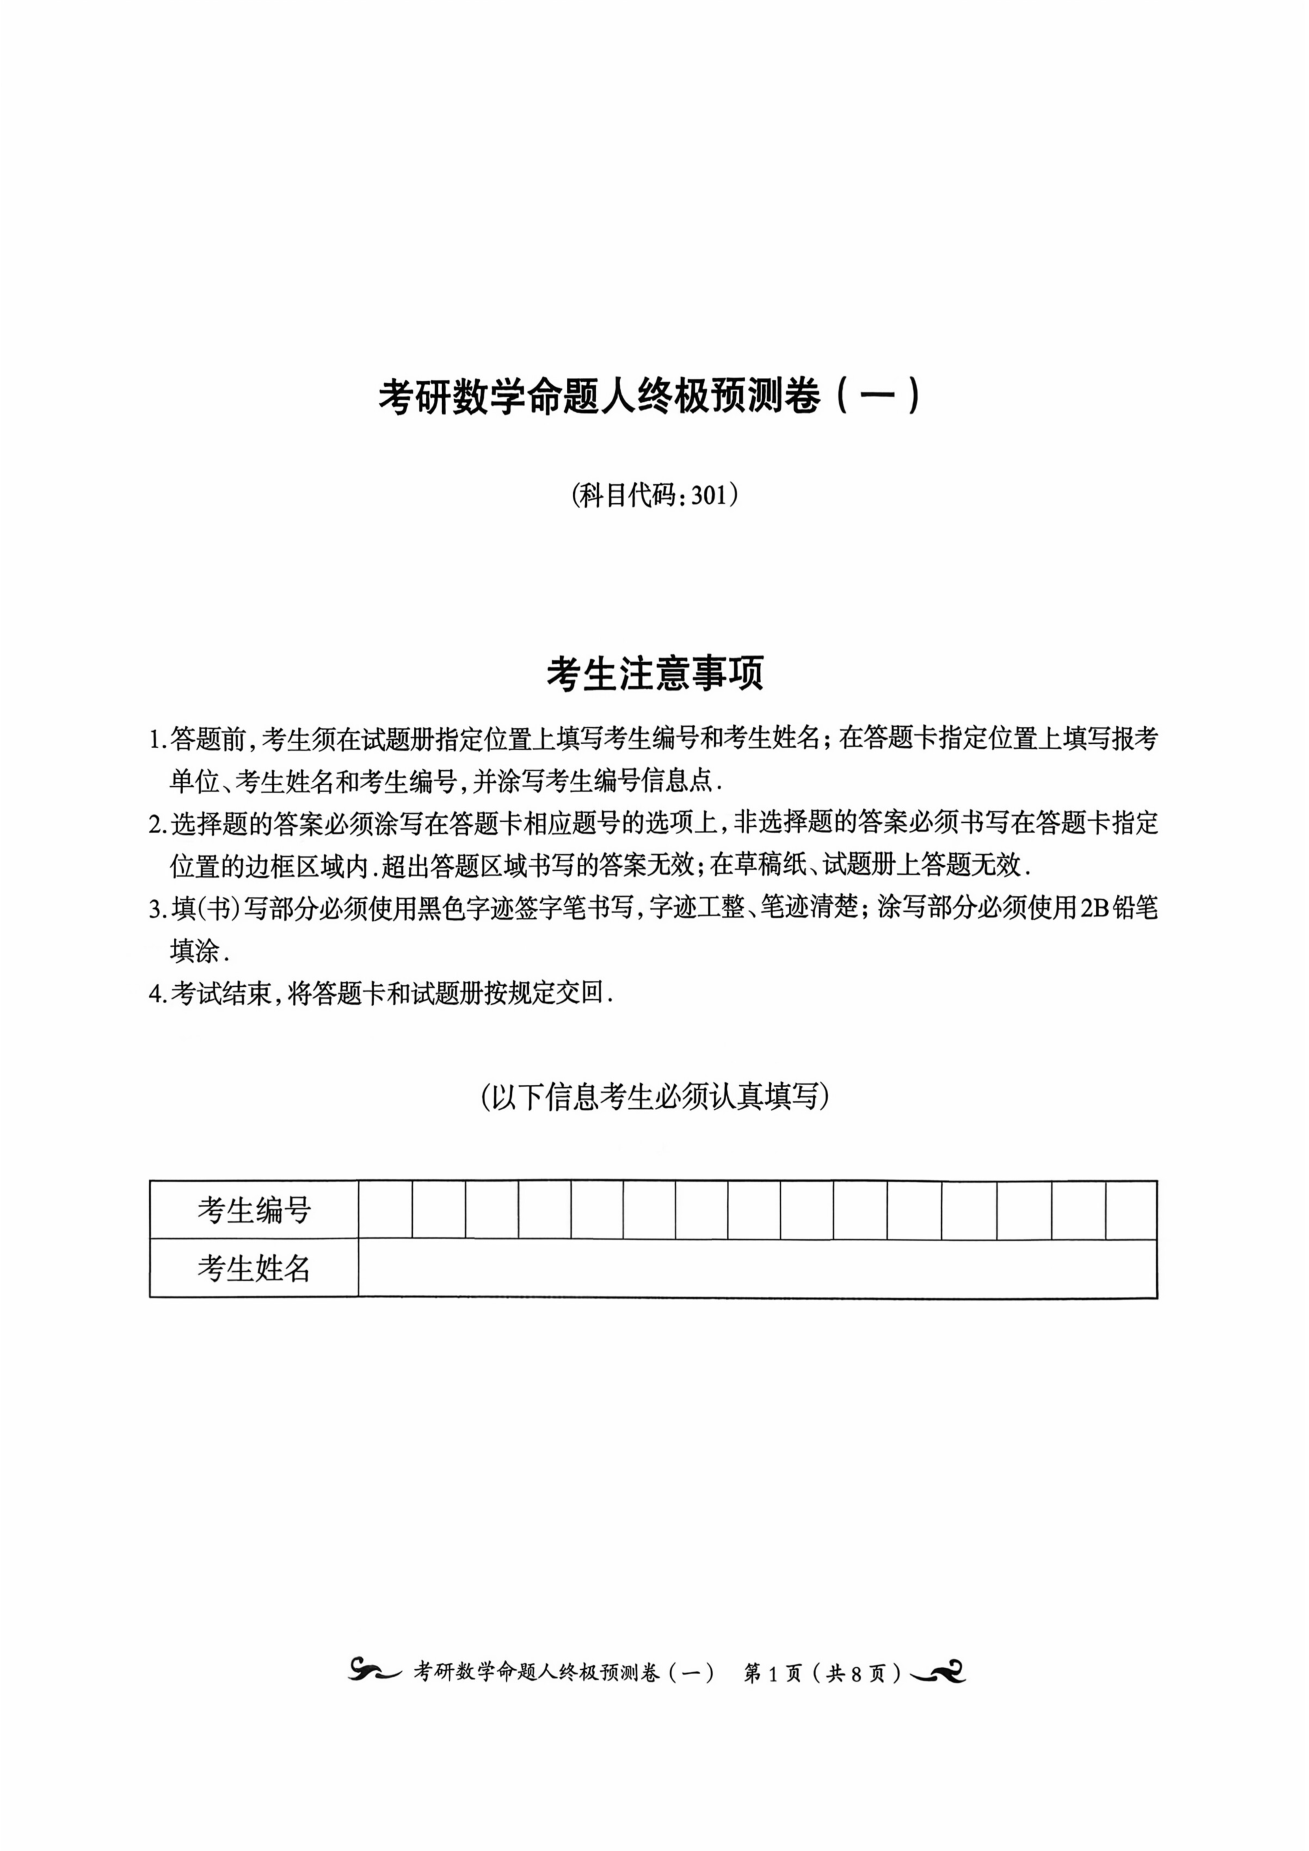 考研数学命题人终极预测卷(一)
(科目代码:301)
考生注意事项
1.答题前,考生须在试题册指定位置上填写考生编号和考生姓名;在答题卡指定位置上填写报考
单位、考生姓名和考生编号,并涂写考生编号信息点.
2.选择题的答案必须涂写在答题卡相应题号的选项上,非选择题的答案必须书写在答题卡指定
位置的边框区域内.超出答题区域书写的答案无效;在草稿纸、试题册上答题无效.
3.填(书)写部分必须使用黑色字迹签字笔书写,字迹工整、笔迹清楚;涂写部分必须使用2B铅笔
填涂.
4.考试结束,将答题卡和试题册按规定交回.
(以下信息考生必须认真填写)
考生编号
考生姓名
考研数学命题人终极预测卷(一) 第1页(共8页)